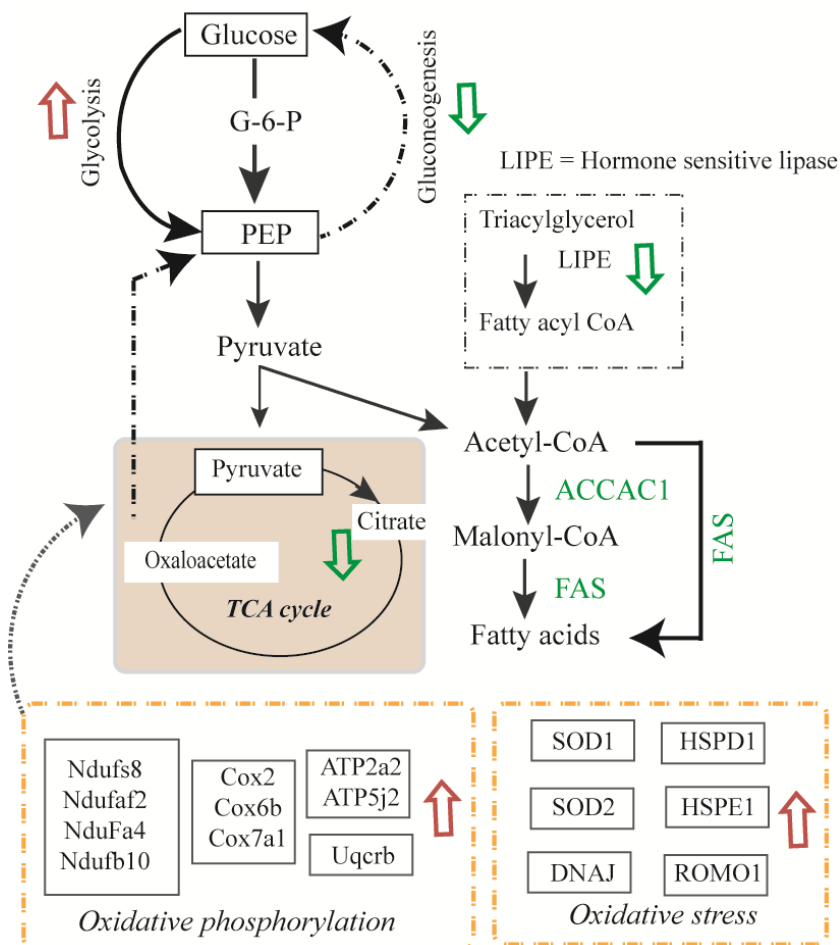 Glucose
Glycolysis
Gluconeogenesis
G-6-P
PEP
Pyruvate
LIPE = Hormone sensitive lipase
Triacylglycerol
LIPE
Fatty acyl CoA
Acetyl-CoA
ACCAC1
Malonyl-CoA
FAS
FAS
Fatty acids
Pyruvate
Citrate
Oxaloacetate
TCA cycle
Ndufs8
Ndufaf2
NduFa4
Ndufb10
Cox2
Cox6b
Cox7a1
ATP2a2
ATP5j2
Uqcrb
Oxidative phosphorylation
SOD1
HSPD1
SOD2
HSPE1
DNAJ
ROMO1
Oxidative stress